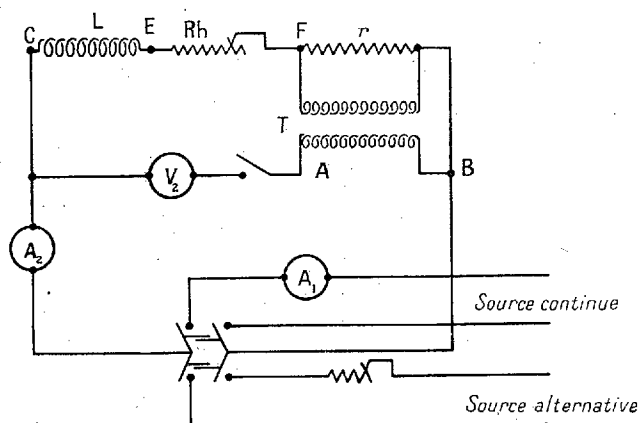 C L E Rh F r
T
A B
V₂
A₂
A₁
Source continue
Source alternative